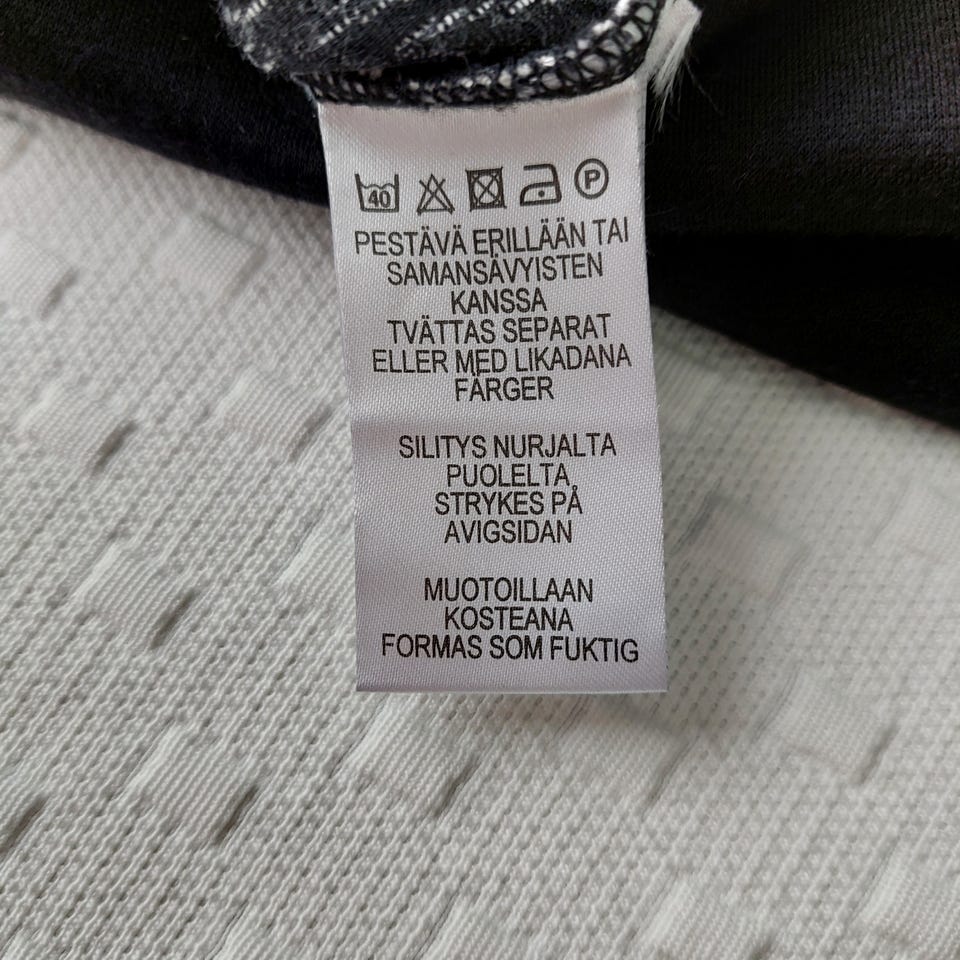 40 P
PESTÄVÄ ERILLÄÄN TAI
SAMANSÄVYISTEN
KANSSA
TVÄTTAS SEPARAT
ELLER MED LIKADANA
FÄRGER
SILITYS NURJALTA
PUOLELTA
STRYKES PÅ
AVIGSIDAN
MUOTOILLAAN
KOSTEANA
FORMAS SOM FUKTIG